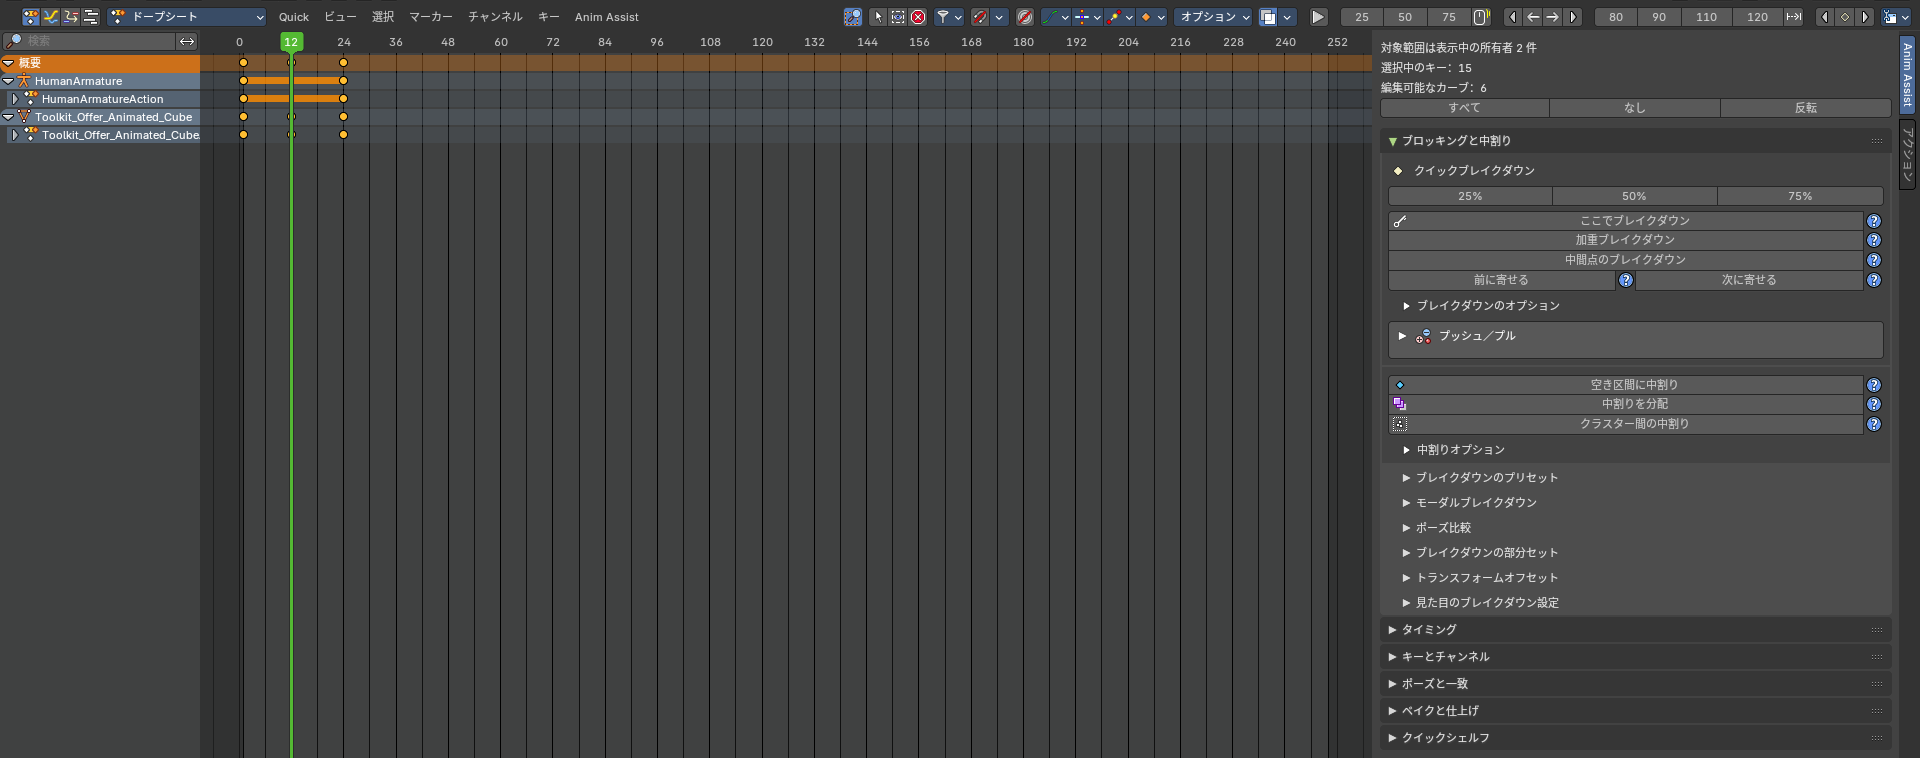 ドープシート Quick ビュー 選択 マーカー チャンネル キー Anim Assist オプション 25 50 75 80 90 110 120
検索
0 12 24 36 48 60 72 84 96 108 120 132 144 156 168 180 192 204 216 228 240 252
概要
HumanArmature
HumanArmatureAction
Toolkit_Offer_Animated_Cube
Toolkit_Offer_Animated_Cube
対象範囲は表示中の所有者 2 件
選択中のキー: 15
編集可能なカーブ: 6
すべて なし 反転
ブロッキングと中割り
クイックブレイクダウン
25% 50% 75%
ここでブレイクダウン
加重ブレイクダウン
中間点のブレイクダウン
前に寄せる 次に寄せる
ブレイクダウンのオプション
プッシュ／プル
空き区間に中割り
中割りを分配
クラスター間の中割り
中割りオプション
ブレイクダウンのプリセット
モーダルブレイクダウン
ポーズ比較
ブレイクダウンの部分セット
トランスフォームオフセット
見た目のブレイクダウン設定
タイミング
キーとチャンネル
ポーズと一致
ベイクと仕上げ
クイックシェルフ
Anim Assist
アクション